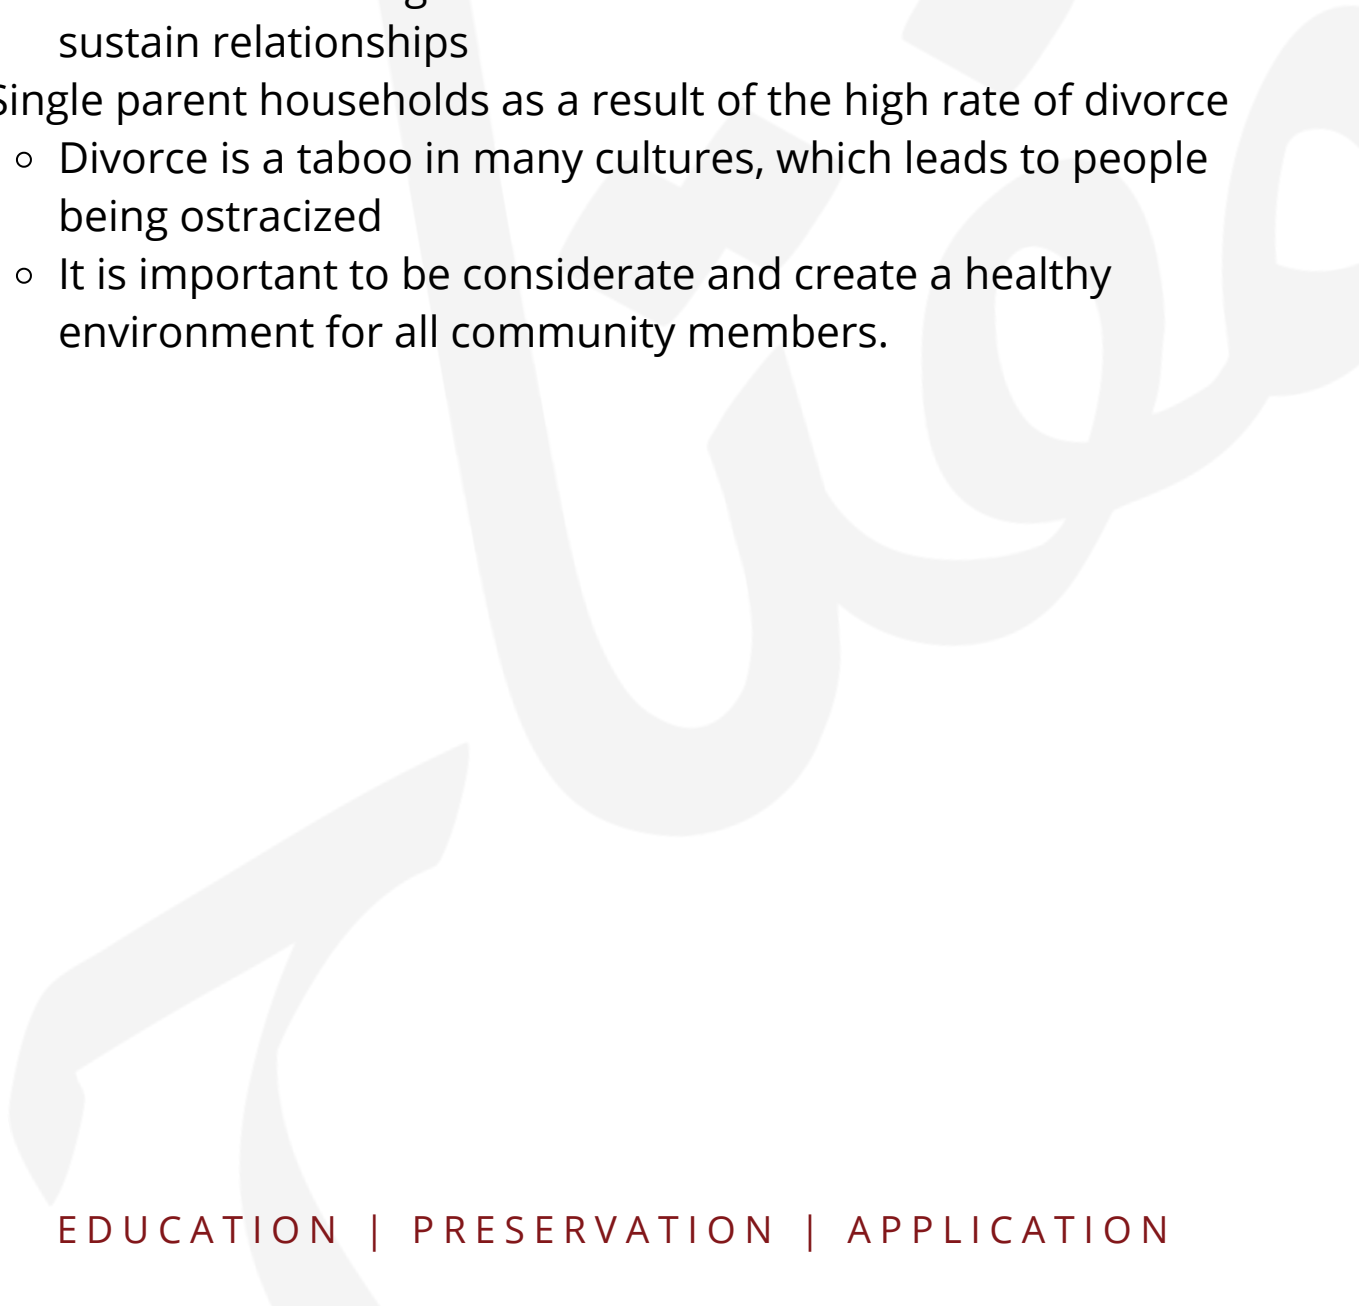 sustain relationships
Single parent households as a result of the high rate of divorce
◦ Divorce is a taboo in many cultures, which leads to people
being ostracized
◦ It is important to be considerate and create a healthy
environment for all community members.
EDUCATION | PRESERVATION | APPLICATION